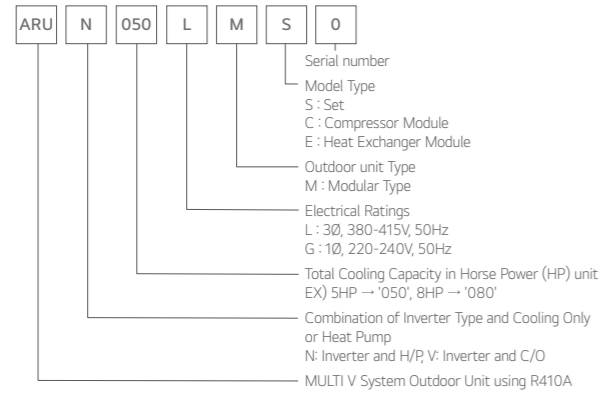 ARU N 050 L M S 0
Serial number
Model Type
S : Set
C : Compressor Module
E : Heat Exchanger Module
Outdoor unit Type
M : Modular Type
Electrical Ratings
L : 3Ø, 380-415V, 50Hz
G : 1Ø, 220-240V, 50Hz
Total Cooling Capacity in Horse Power (HP) unit
EX) 5HP → '050', 8HP → '080'
Combination of Inverter Type and Cooling Only
or Heat Pump
N: Inverter and H/P, V: Inverter and C/O
MULTI V System Outdoor Unit using R410A